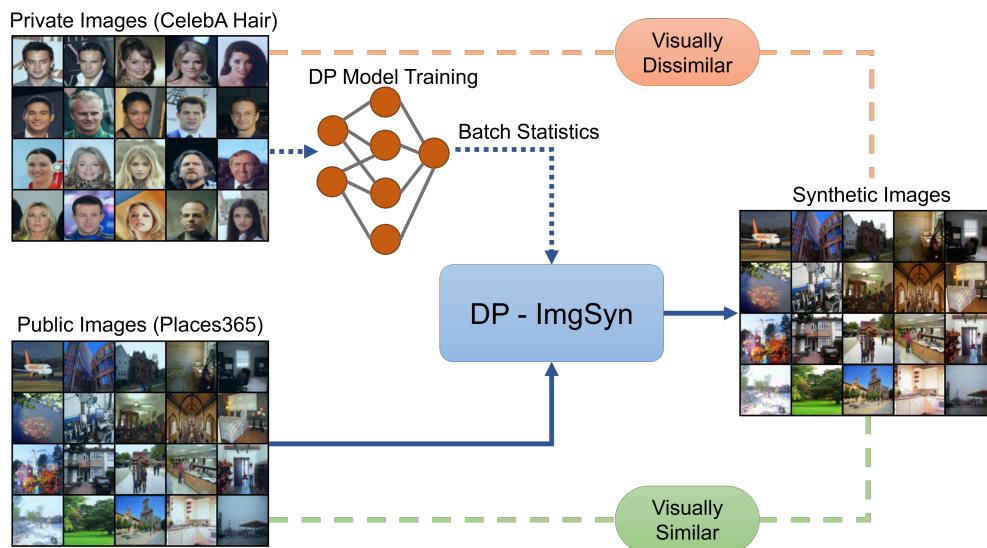 Private Images (CelebA Hair)
Visually
Dissimilar
DP Model Training
Batch Statistics
Synthetic Images
DP - ImgSyn
Public Images (Places365)
Visually
Similar